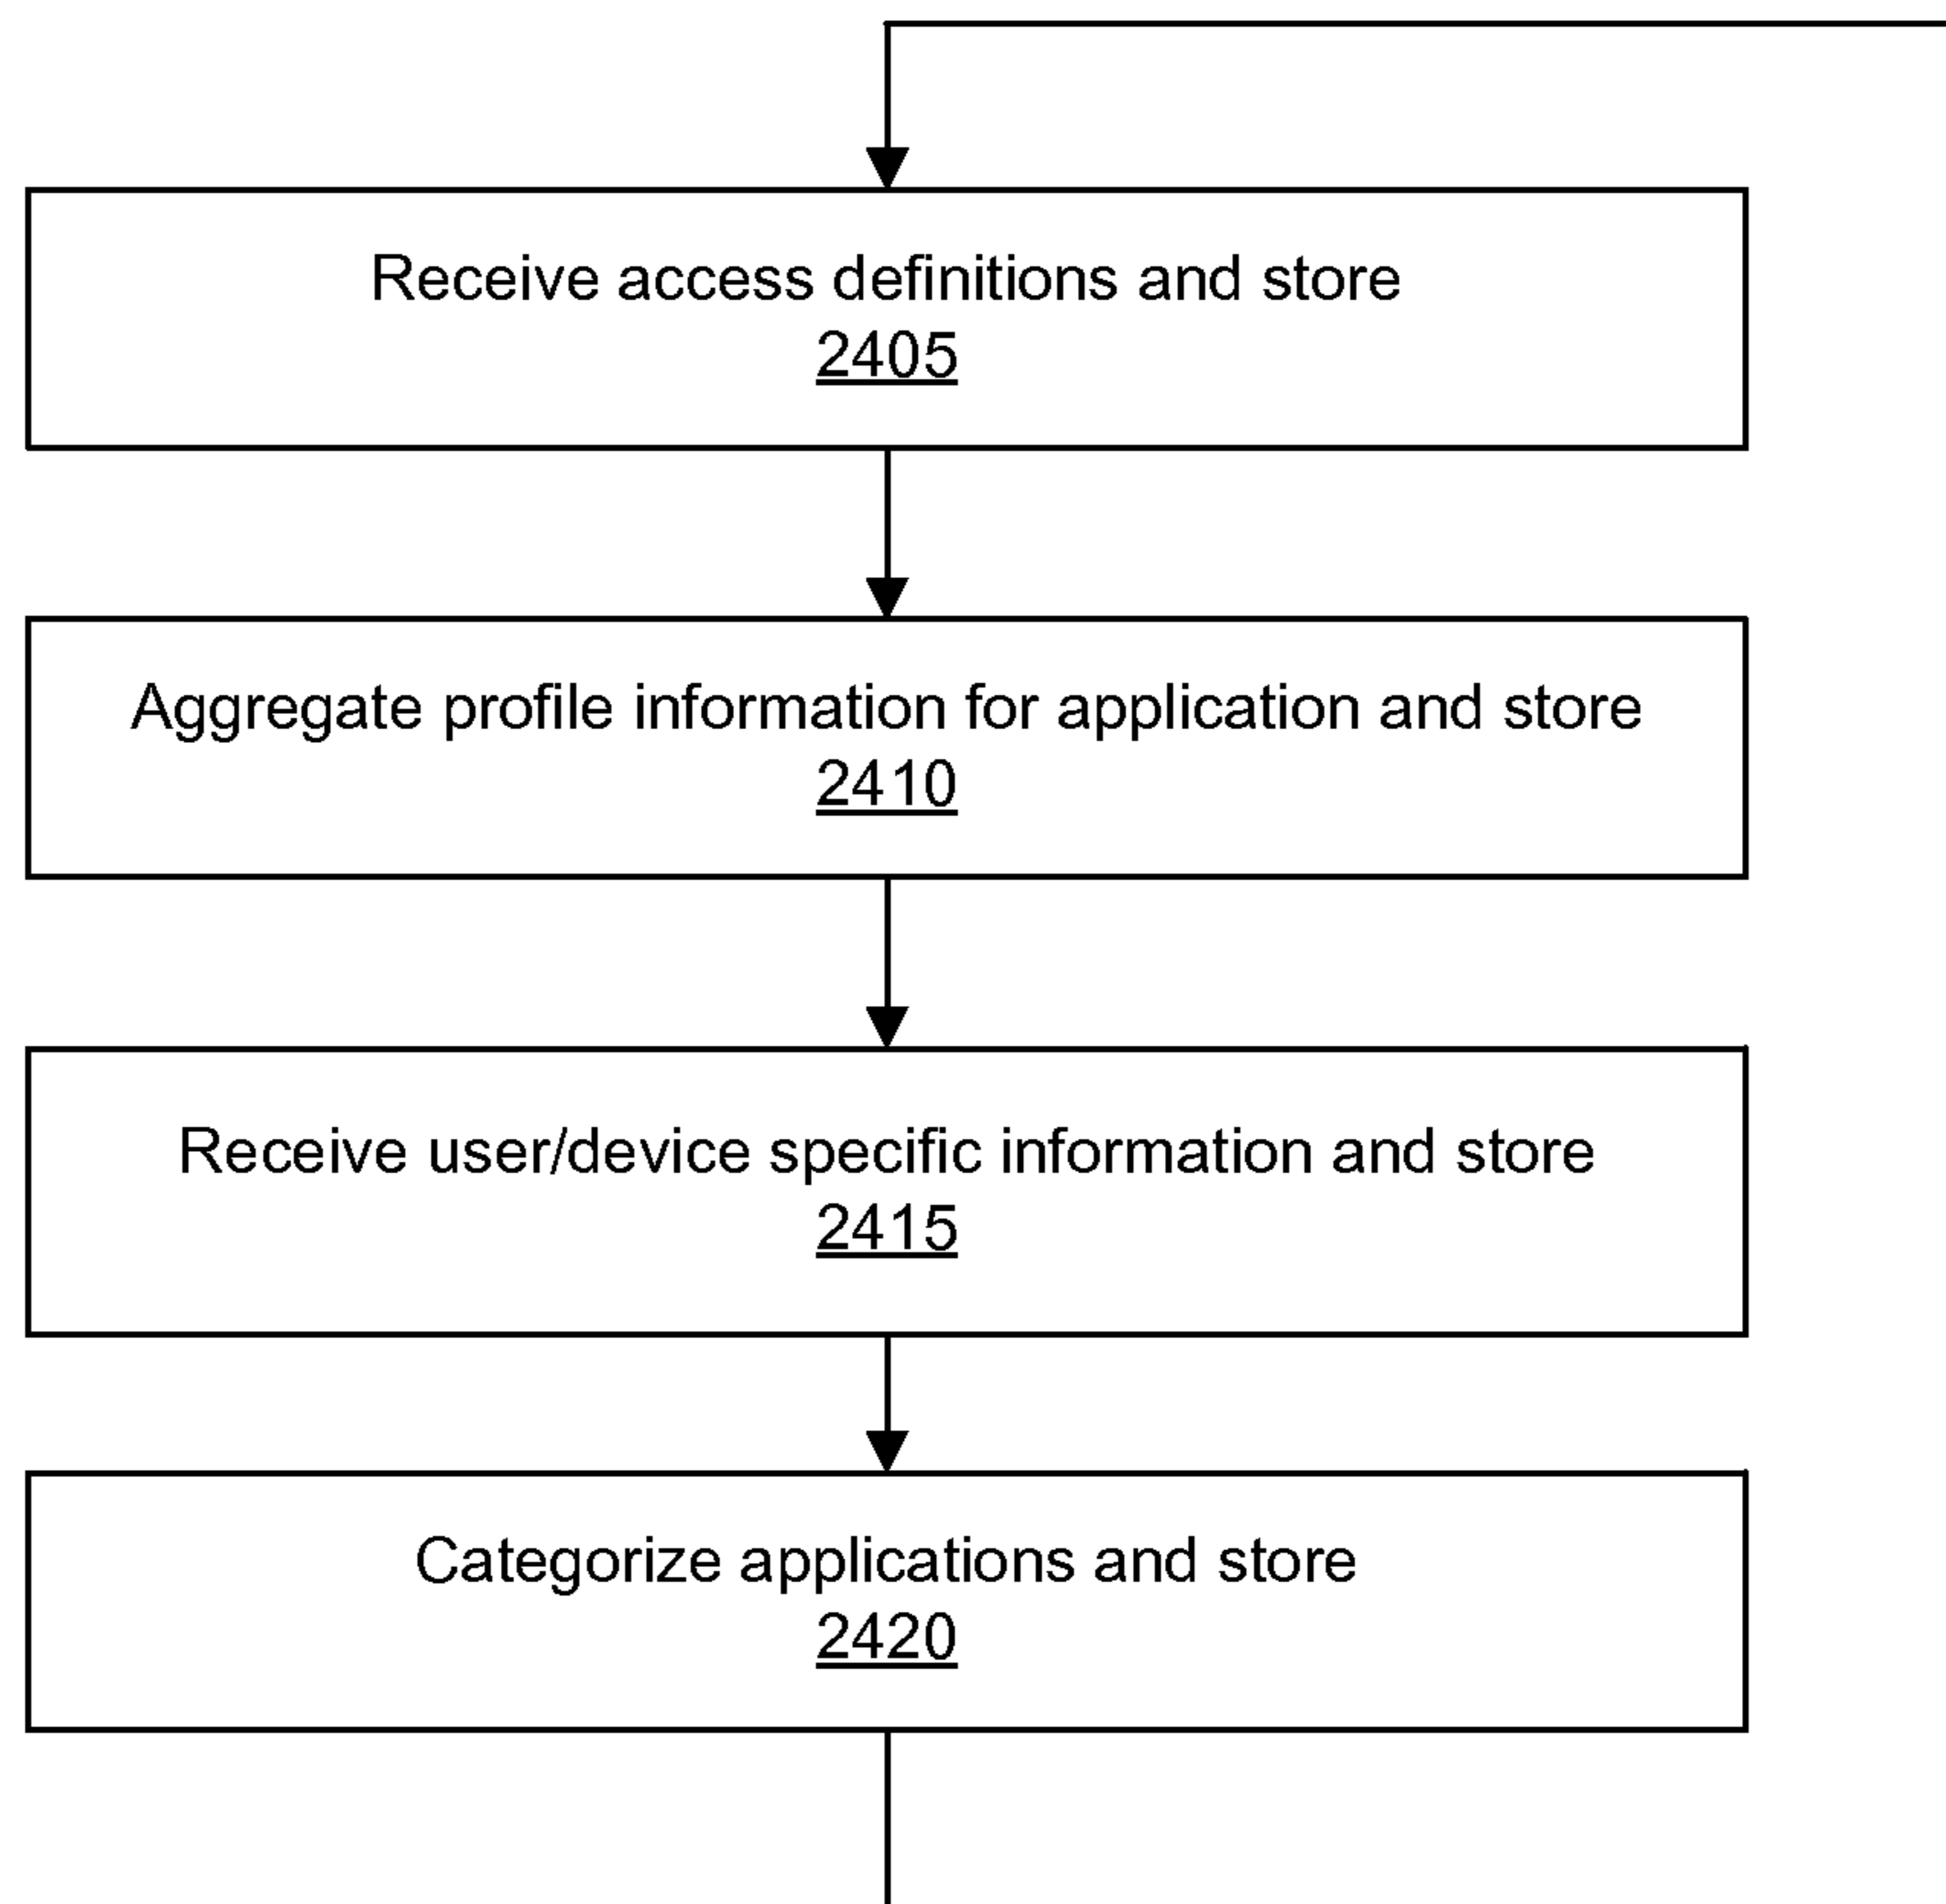 Receive access definitions and store
2405
Aggregate profile information for application and store
2410
Receive user/device specific information and store
2415
Categorize applications and store
2420